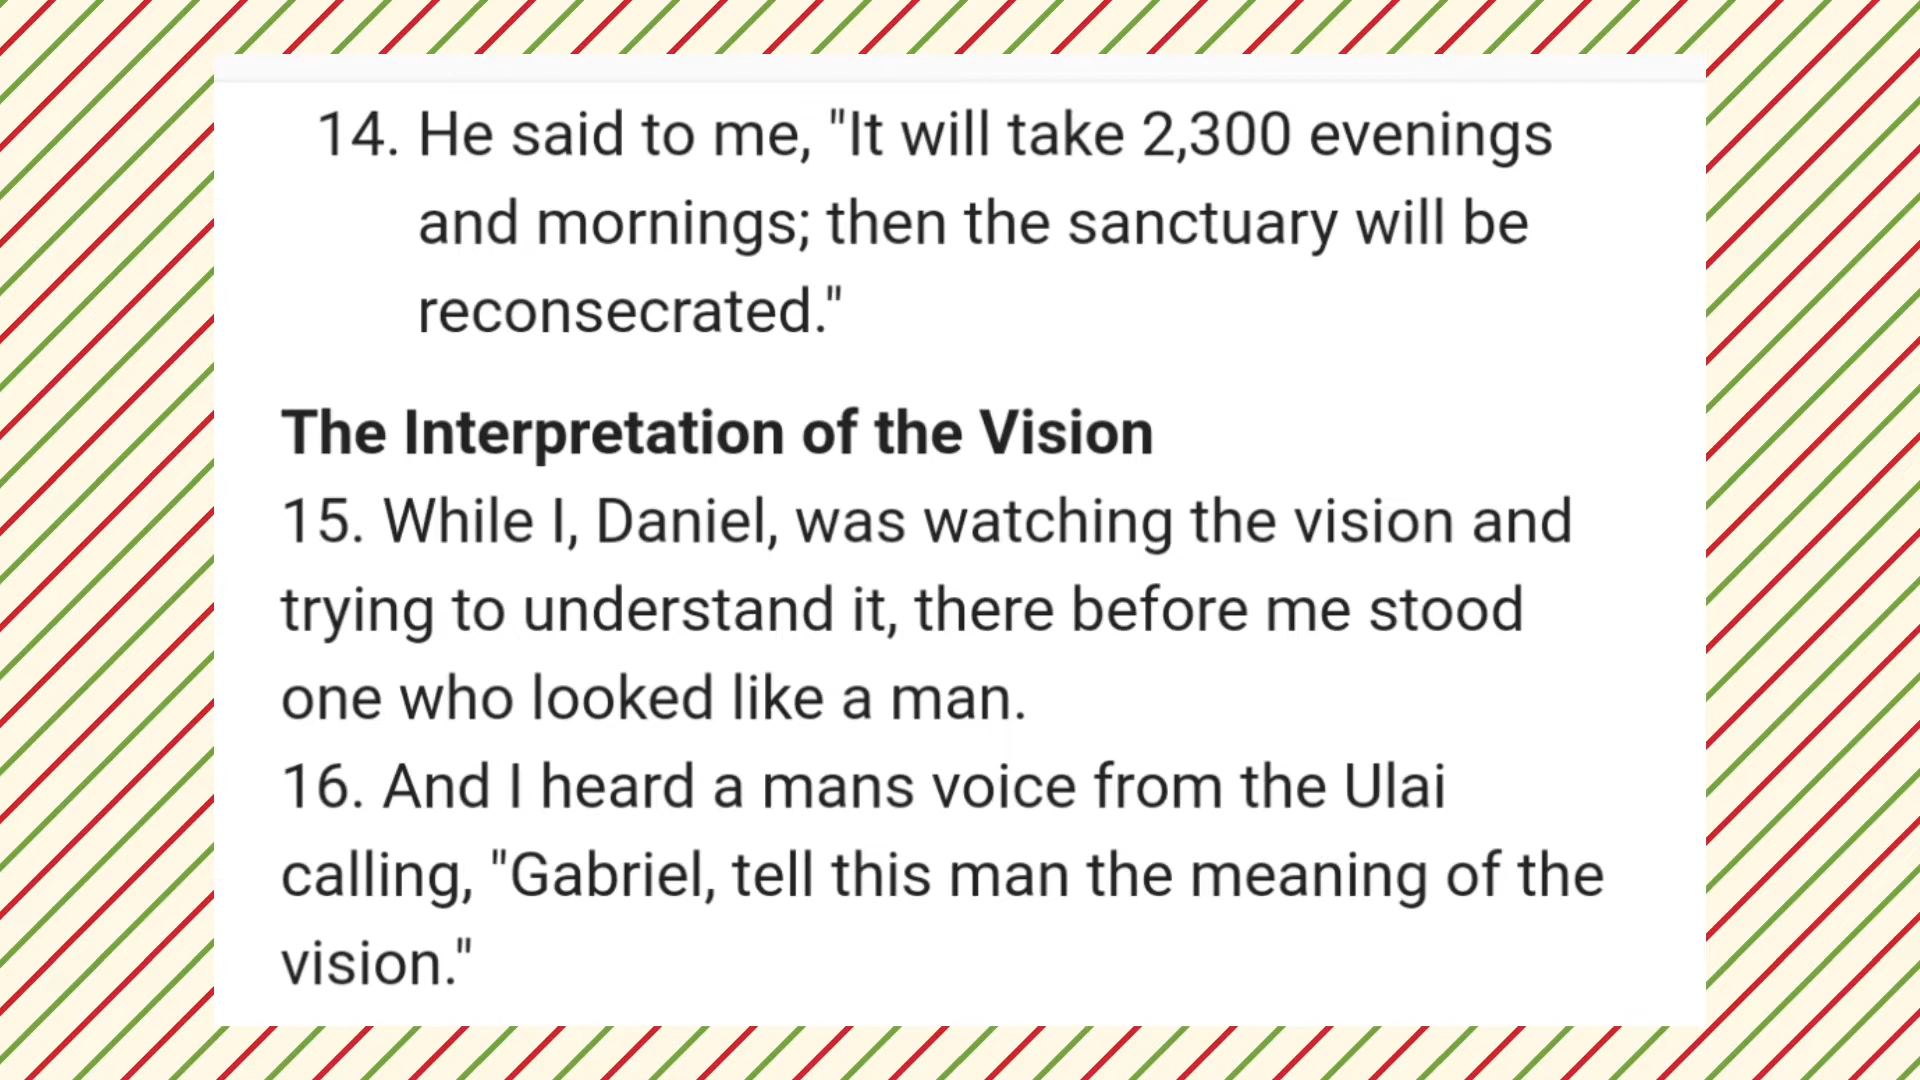 14. He said to me, "It will take 2,300 evenings
and mornings; then the sanctuary will be
reconsecrated."
The Interpretation of the Vision
15. While I, Daniel, was watching the vision and
trying to understand it, there before me stood
one who looked like a man.
16. And I heard a mans voice from the Ulai
calling, "Gabriel, tell this man the meaning of the
vision."